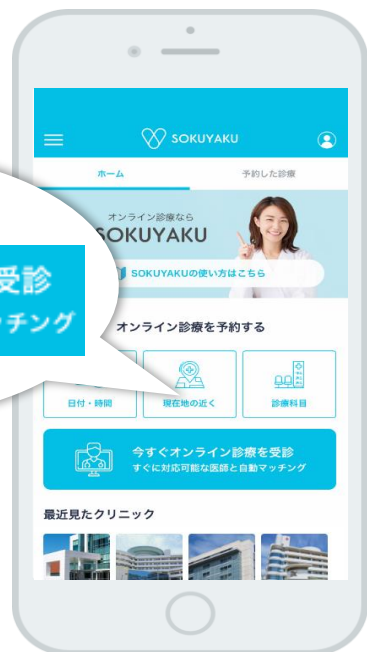 SOKUYAKU
ホーム
予約した診療
オンライン診療なら
SOKUYAKU
SOKUYAKUの使い方はこちら
受診
チング
オンライン診療を予約する
日付・時間
現在地の近く
診療科目
今すぐオンライン診療を受診
すぐに対応可能な医師と自動マッチング
最近見たクリニック